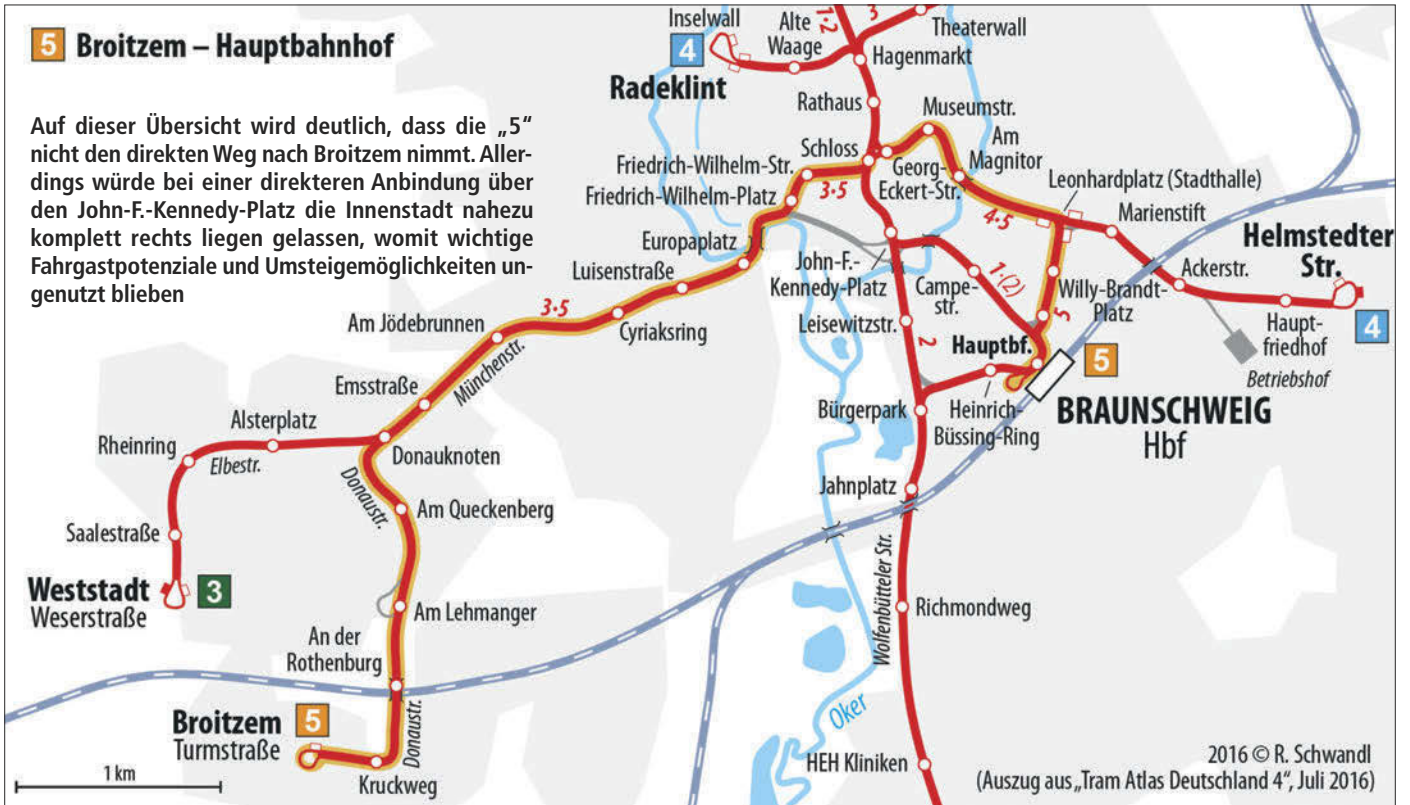 5 Broitzem – Hauptbahnhof
Auf dieser Übersicht wird deutlich, dass die „5“
nicht den direkten Weg nach Broitzem nimmt. Aller-
dings würde bei einer direkteren Anbindung über
den John-F.-Kennedy-Platz die Innenstadt nahezu
komplett rechts liegen gelassen, womit wichtige
Fahrgastpotenziale und Umsteigemöglichkeiten un-
genutzt blieben
Inselwall
4
Radeklint
Alte
Waage
1·2
3
Theaterwall
Hagenmarkt
Rathaus
Museumstr.
Schloss
Am
Magnitor
Georg-
Eckert-Str.
Friedrich-Wilhelm-Str.
3·5
Friedrich-Wilhelm-Platz
Leonhardplatz (Stadthalle)
4·5
Marienstift
Helmstedter
Str.
Europaplatz
Luisenstraße
John-F.-
Kennedy-Platz
Campe-
str.
1·(2)
Willy-Brandt-
Platz
5
Ackerstr.
4
Haupt-
friedhof
Betriebshof
Am Jödebrunnen
3·5
Cyriaksring
Leisewitzstr.
2
Hauptbf.
5
Münchenstr.
Emsstraße
Bürgerpark
Heinrich-
Büssing-Ring
BRAUNSCHWEIG
Hbf
Alsterplatz
Rheinring
Elbestr.
Donauknoten
Donaustr.
Jahnplatz
Am Queckenberg
Saalestraße
Weststadt
Weserstraße
3
Am Lehmanger
Wolfenbütteler Str.
Richmondweg
An der
Rothenburg
Broitzem
Turmstraße
5
Donaustr.
Oker
Kruckweg
HEH Kliniken
1 km
2016 © R. Schwandl
(Auszug aus „Tram Atlas Deutschland 4“, Juli 2016)